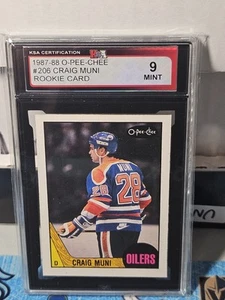 KSA CERTIFICATION
1987-88 O-PEE-CHEE
#206 CRAIG MUNI
ROOKIE CARD
9
MINT
O-Pee-Chee
MUNI
28
28
D
CRAIG MUNI
OILERS